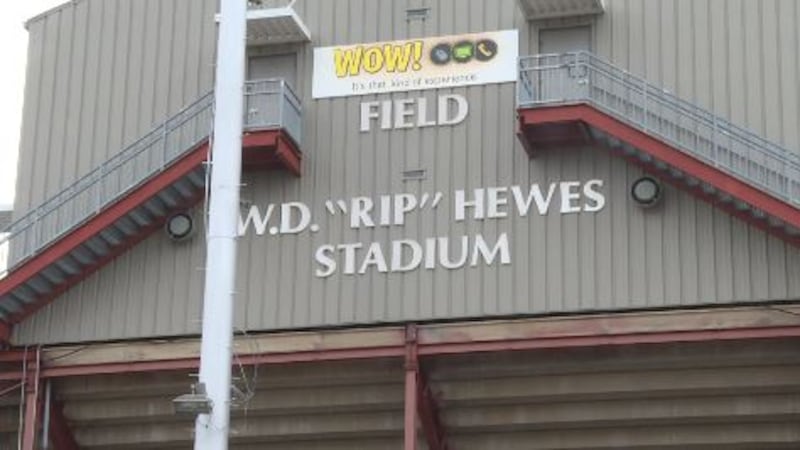 WOW!
It's that kind of experience
FIELD
W.D. "RIP" HEWES
STADIUM